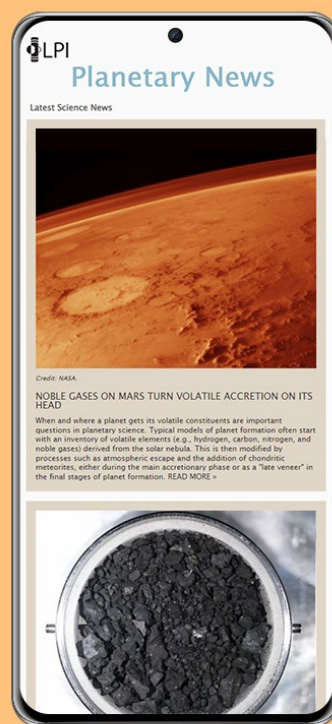 LPI
Planetary News
Latest Science News
Credit: NASA.
NOBLE GASES ON MARS TURN VOLATILE ACCRETION ON ITS
HEAD
When and where a planet gets its volatile constituents are important
questions in planetary science. Typical models of planet formation often start
with an inventory of volatile elements (e.g., hydrogen, carbon, nitrogen, and
noble gases) derived from the solar nebula. This is then modified by
processes such as atmospheric escape and the addition of chondritic
meteorites, either during the main accretionary phase or as a "late veneer" in
the final stages of planet formation. READ MORE »